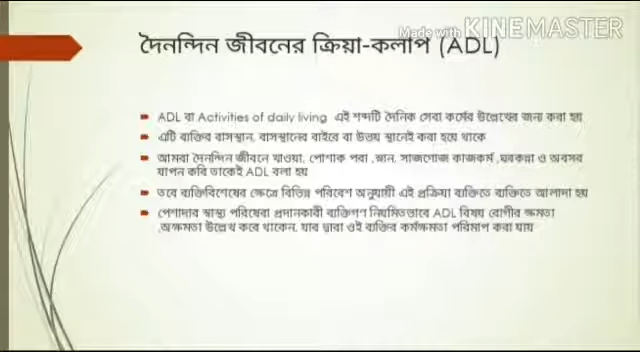 Made with KINEMASTER
দৈনন্দিন জীবনের ক্রিয়া-কলাপ (ADL)
ADL বা Activities of daily living এই শব্দটি দৈনিক সেবা কর্মের উল্লেখের জন্য করা হয়
এটি ব্যক্তির বাসস্থান, বাসস্থানের বাইরে বা উভয় স্থানেই করা হয়ে থাকে
আমরা দৈনন্দিন জীবনে খাওয়া, পোশাক পরা ,স্নান, সাজগোজ কাজকর্ম ,ঘরকন্না ও অবসর
যাপন করি তাকেই ADL বলা হয়
তবে ব্যক্তিবিশেষের ক্ষেত্রে বিভিন্ন পরিবেশ অনুযায়ী এই প্রক্রিয়া ব্যক্তিতে ব্যক্তিতে আলাদা হয়
পেশাদার স্বাস্থ্য পরিষেবা প্রদানকারী ব্যক্তিগণ নিয়মিতভাবে ADL বিষয় রোগীর ক্ষমতা
,অক্ষমতা উল্লেখ করে থাকেন, যার দ্বারা ওই ব্যক্তির কর্মক্ষমতা পরিমাপ করা যায়